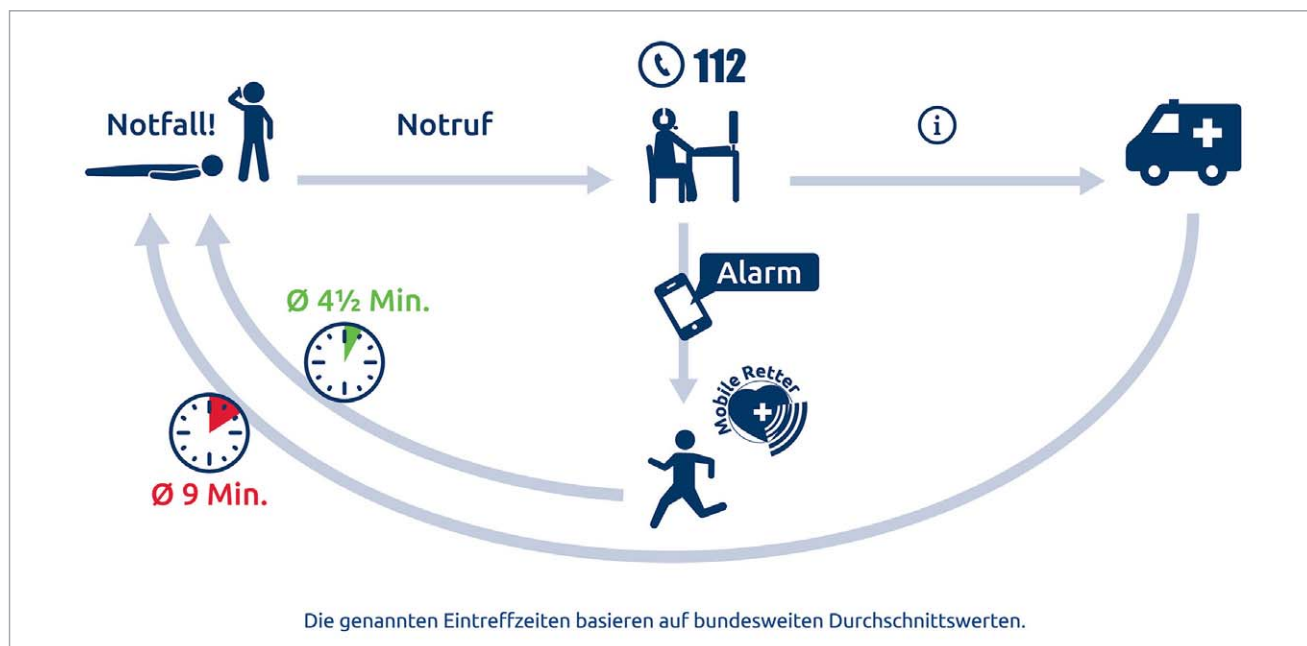 112
Notfall!
Notruf
i
Alarm
Ø 4½ Min.
Mobile Retter
Ø 9 Min.
Die genannten Eintreffzeiten basieren auf bundesweiten Durchschnittswerten.